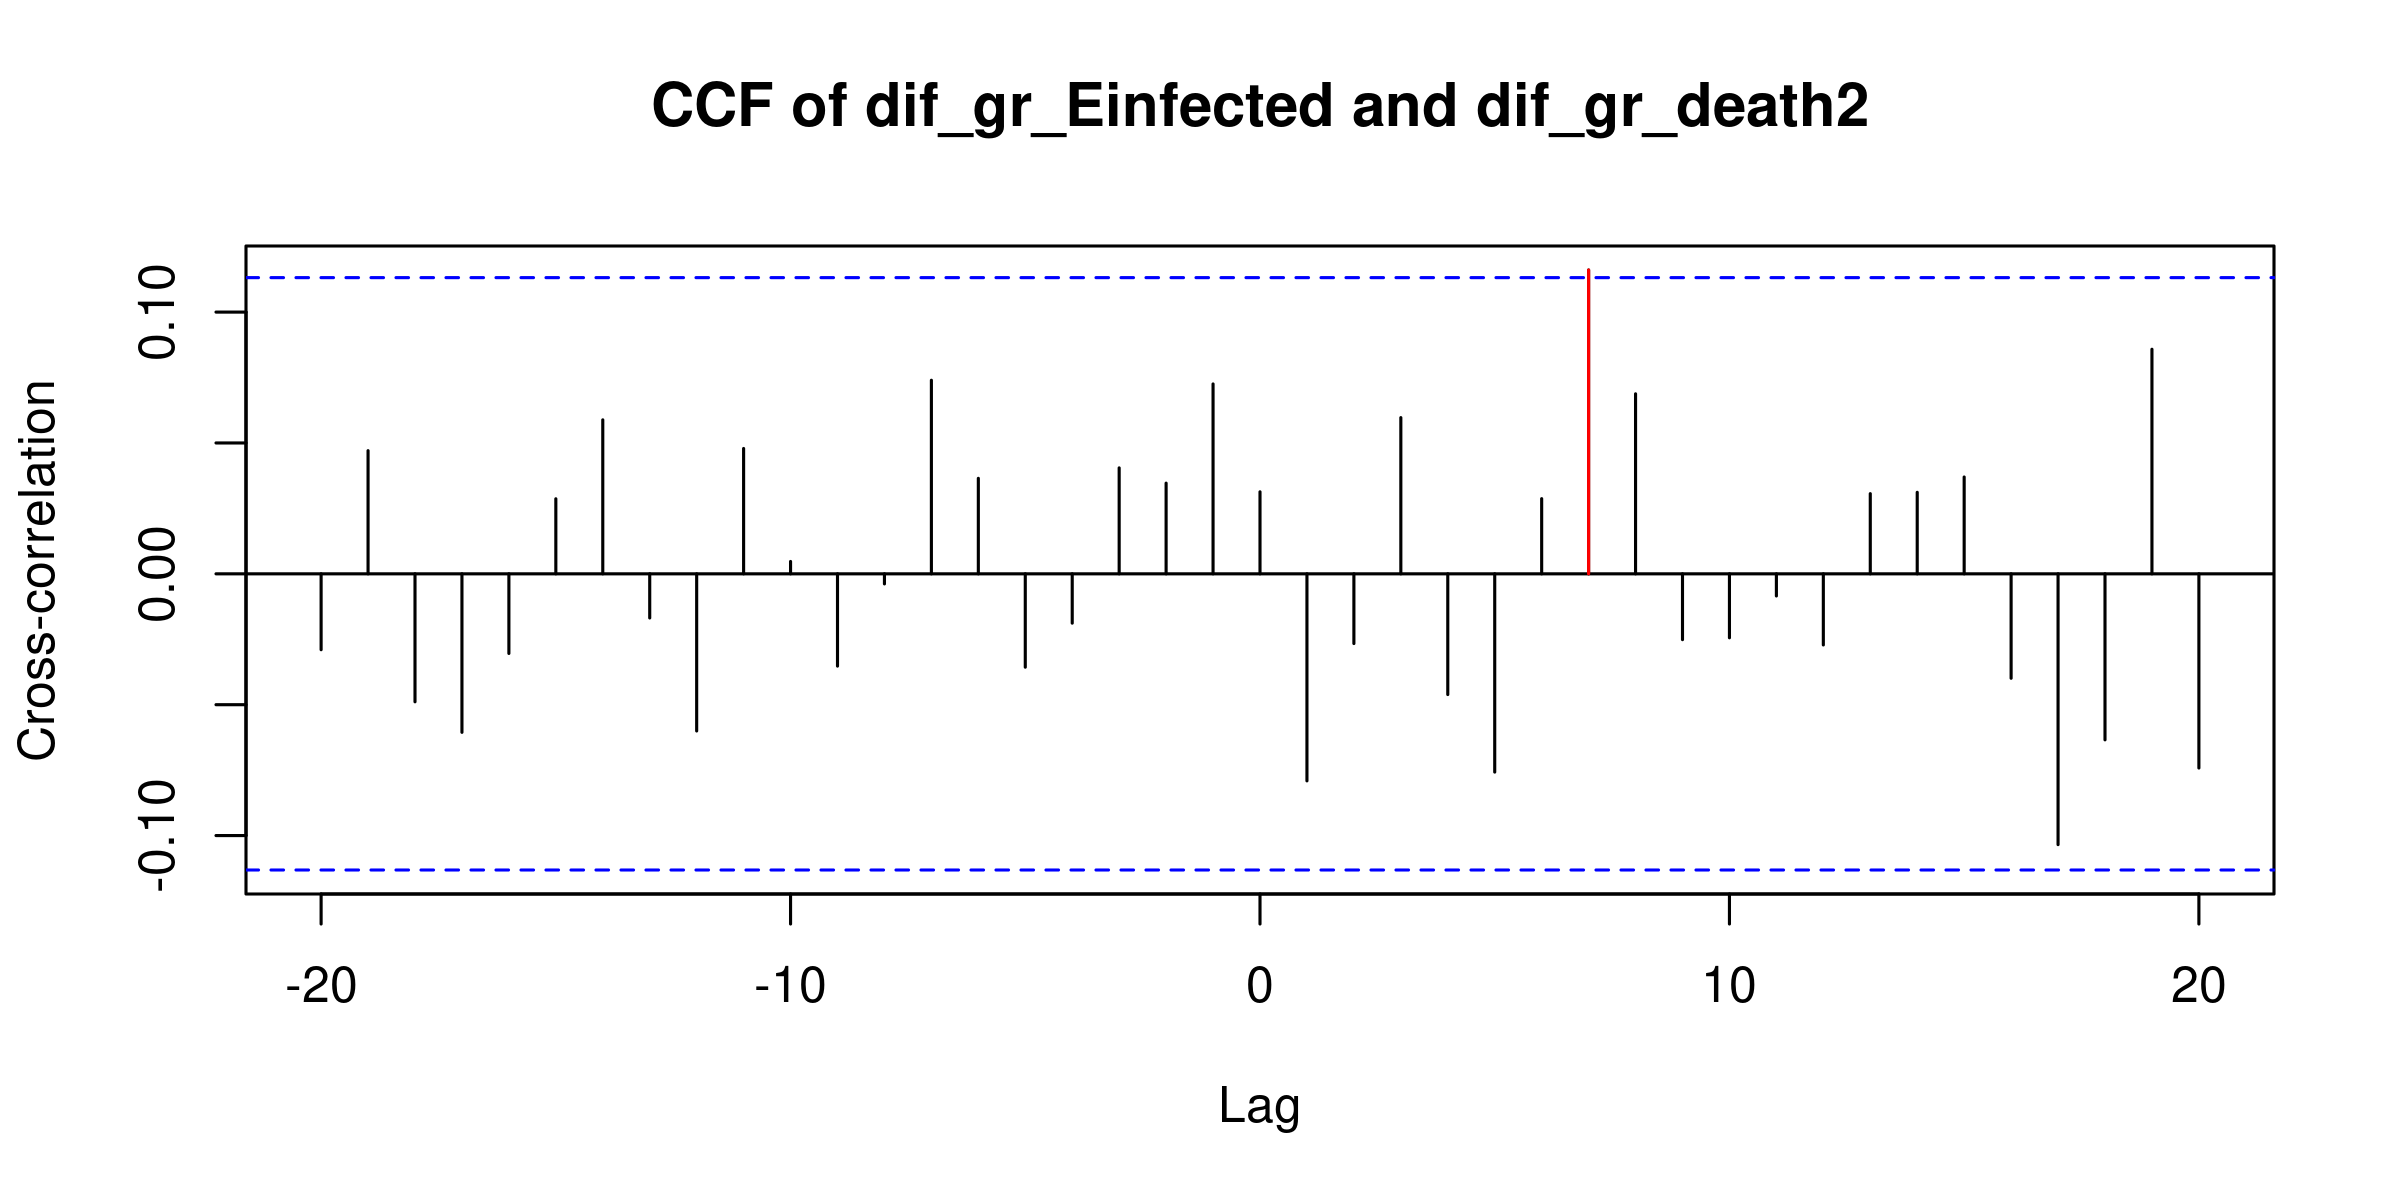 CCF of dif_gr_Einfected and dif_gr_death2
Cross-correlation
0.10
0.00
-0.10
-20 -10 0 10 20
Lag